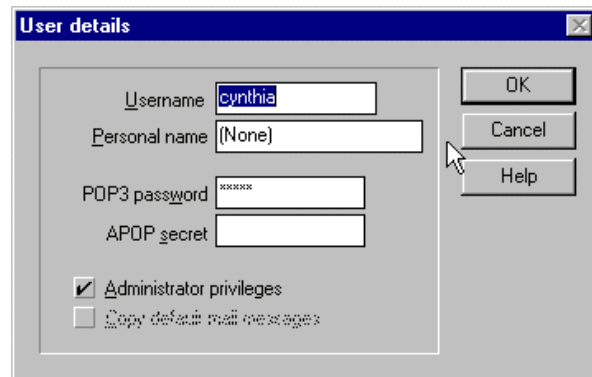 User details
Username cynthia
Personal name (None)
POP3 password *****
APOP secret
Administrator privileges
Copy default mail messages
OK
Cancel
Help